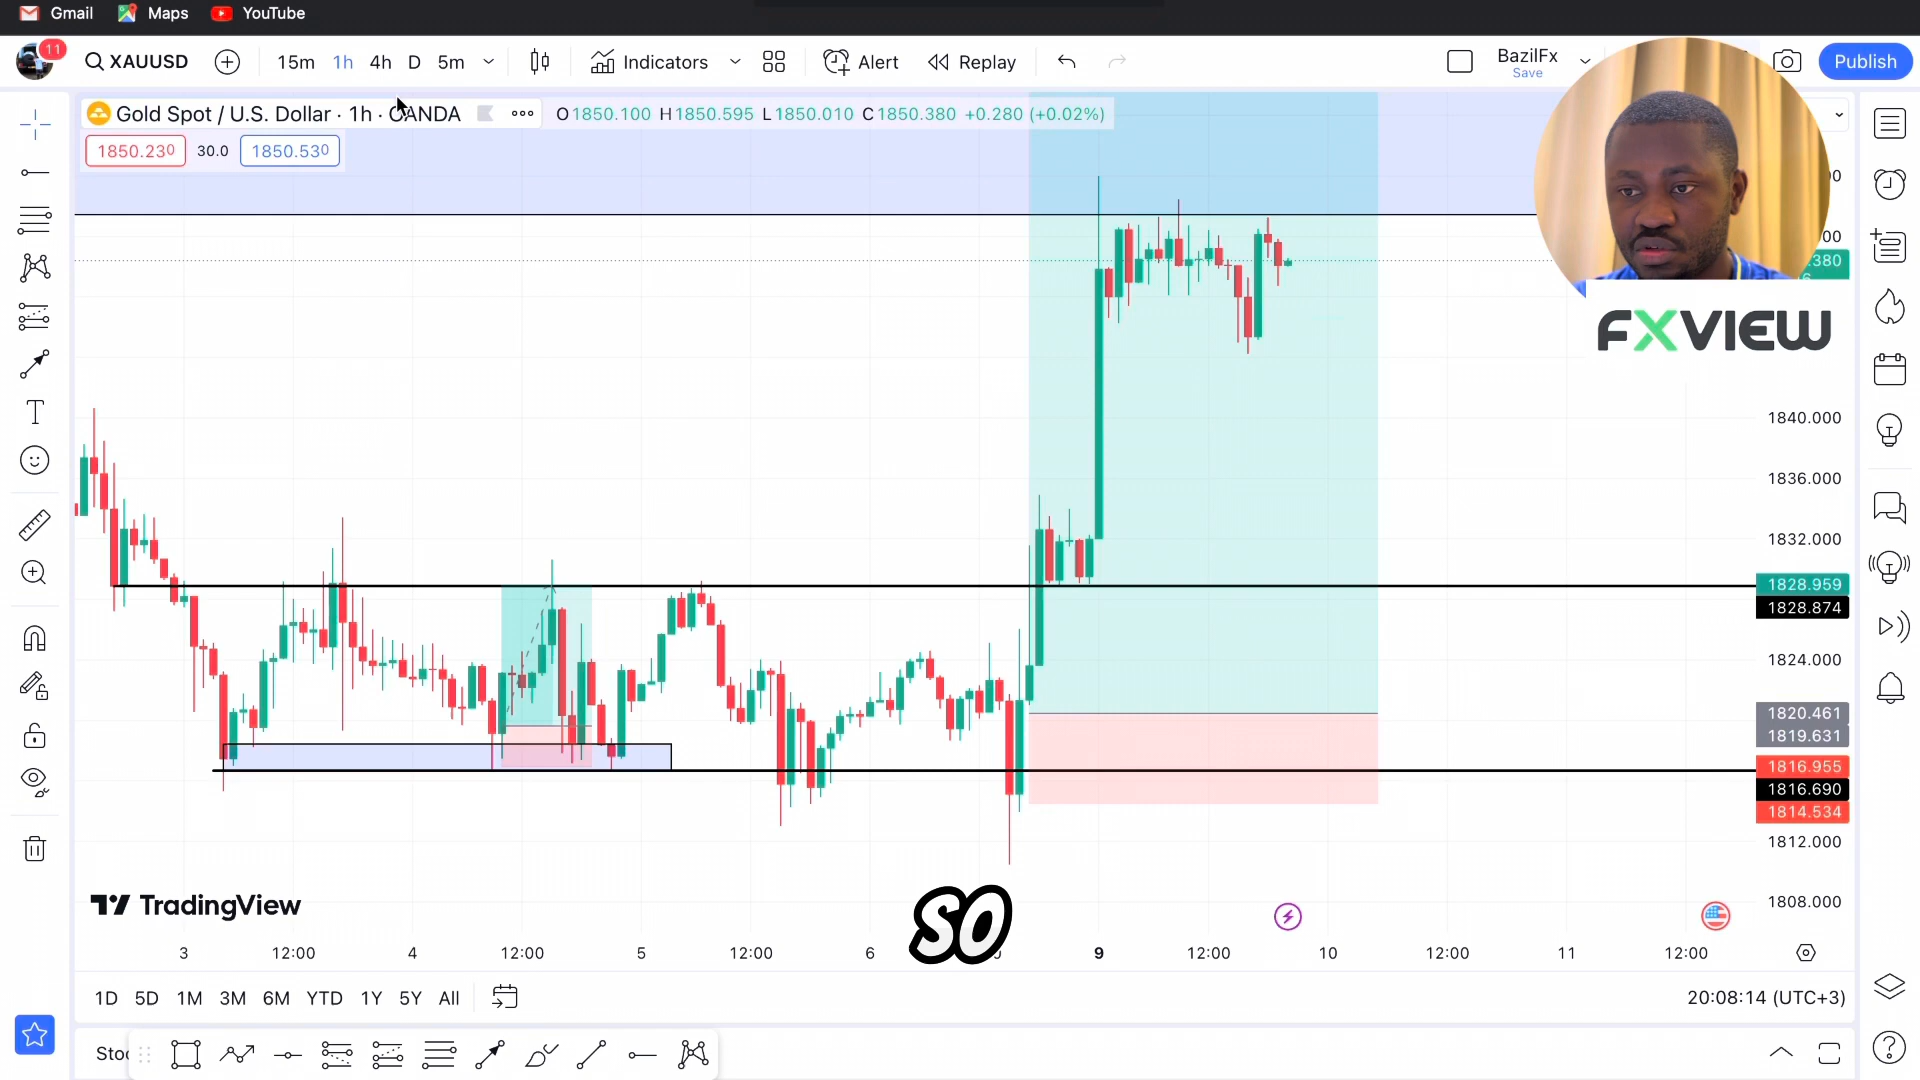 Gmail Maps YouTube
11 XAUUSD 15m 1h 4h D 5m Indicators Alert Replay BazilFx Save Publish
Gold Spot / U.S. Dollar · 1h · OANDA O1850.100 H1850.595 L1850.010 C1850.380 +0.280 (+0.02%)
1850.230 30.0 1850.530
FXVIEW
1840.000
1836.000
1832.000
1828.959
1828.874
1824.000
1820.461
1819.631
1816.955
1816.690
1814.534
1812.000
1808.000
TradingView
SO
3 12:00 4 12:00 5 12:00 6 9 12:00 10 12:00 11 12:00
1D 5D 1M 3M 6M YTD 1Y 5Y All 20:08:14 (UTC+3)